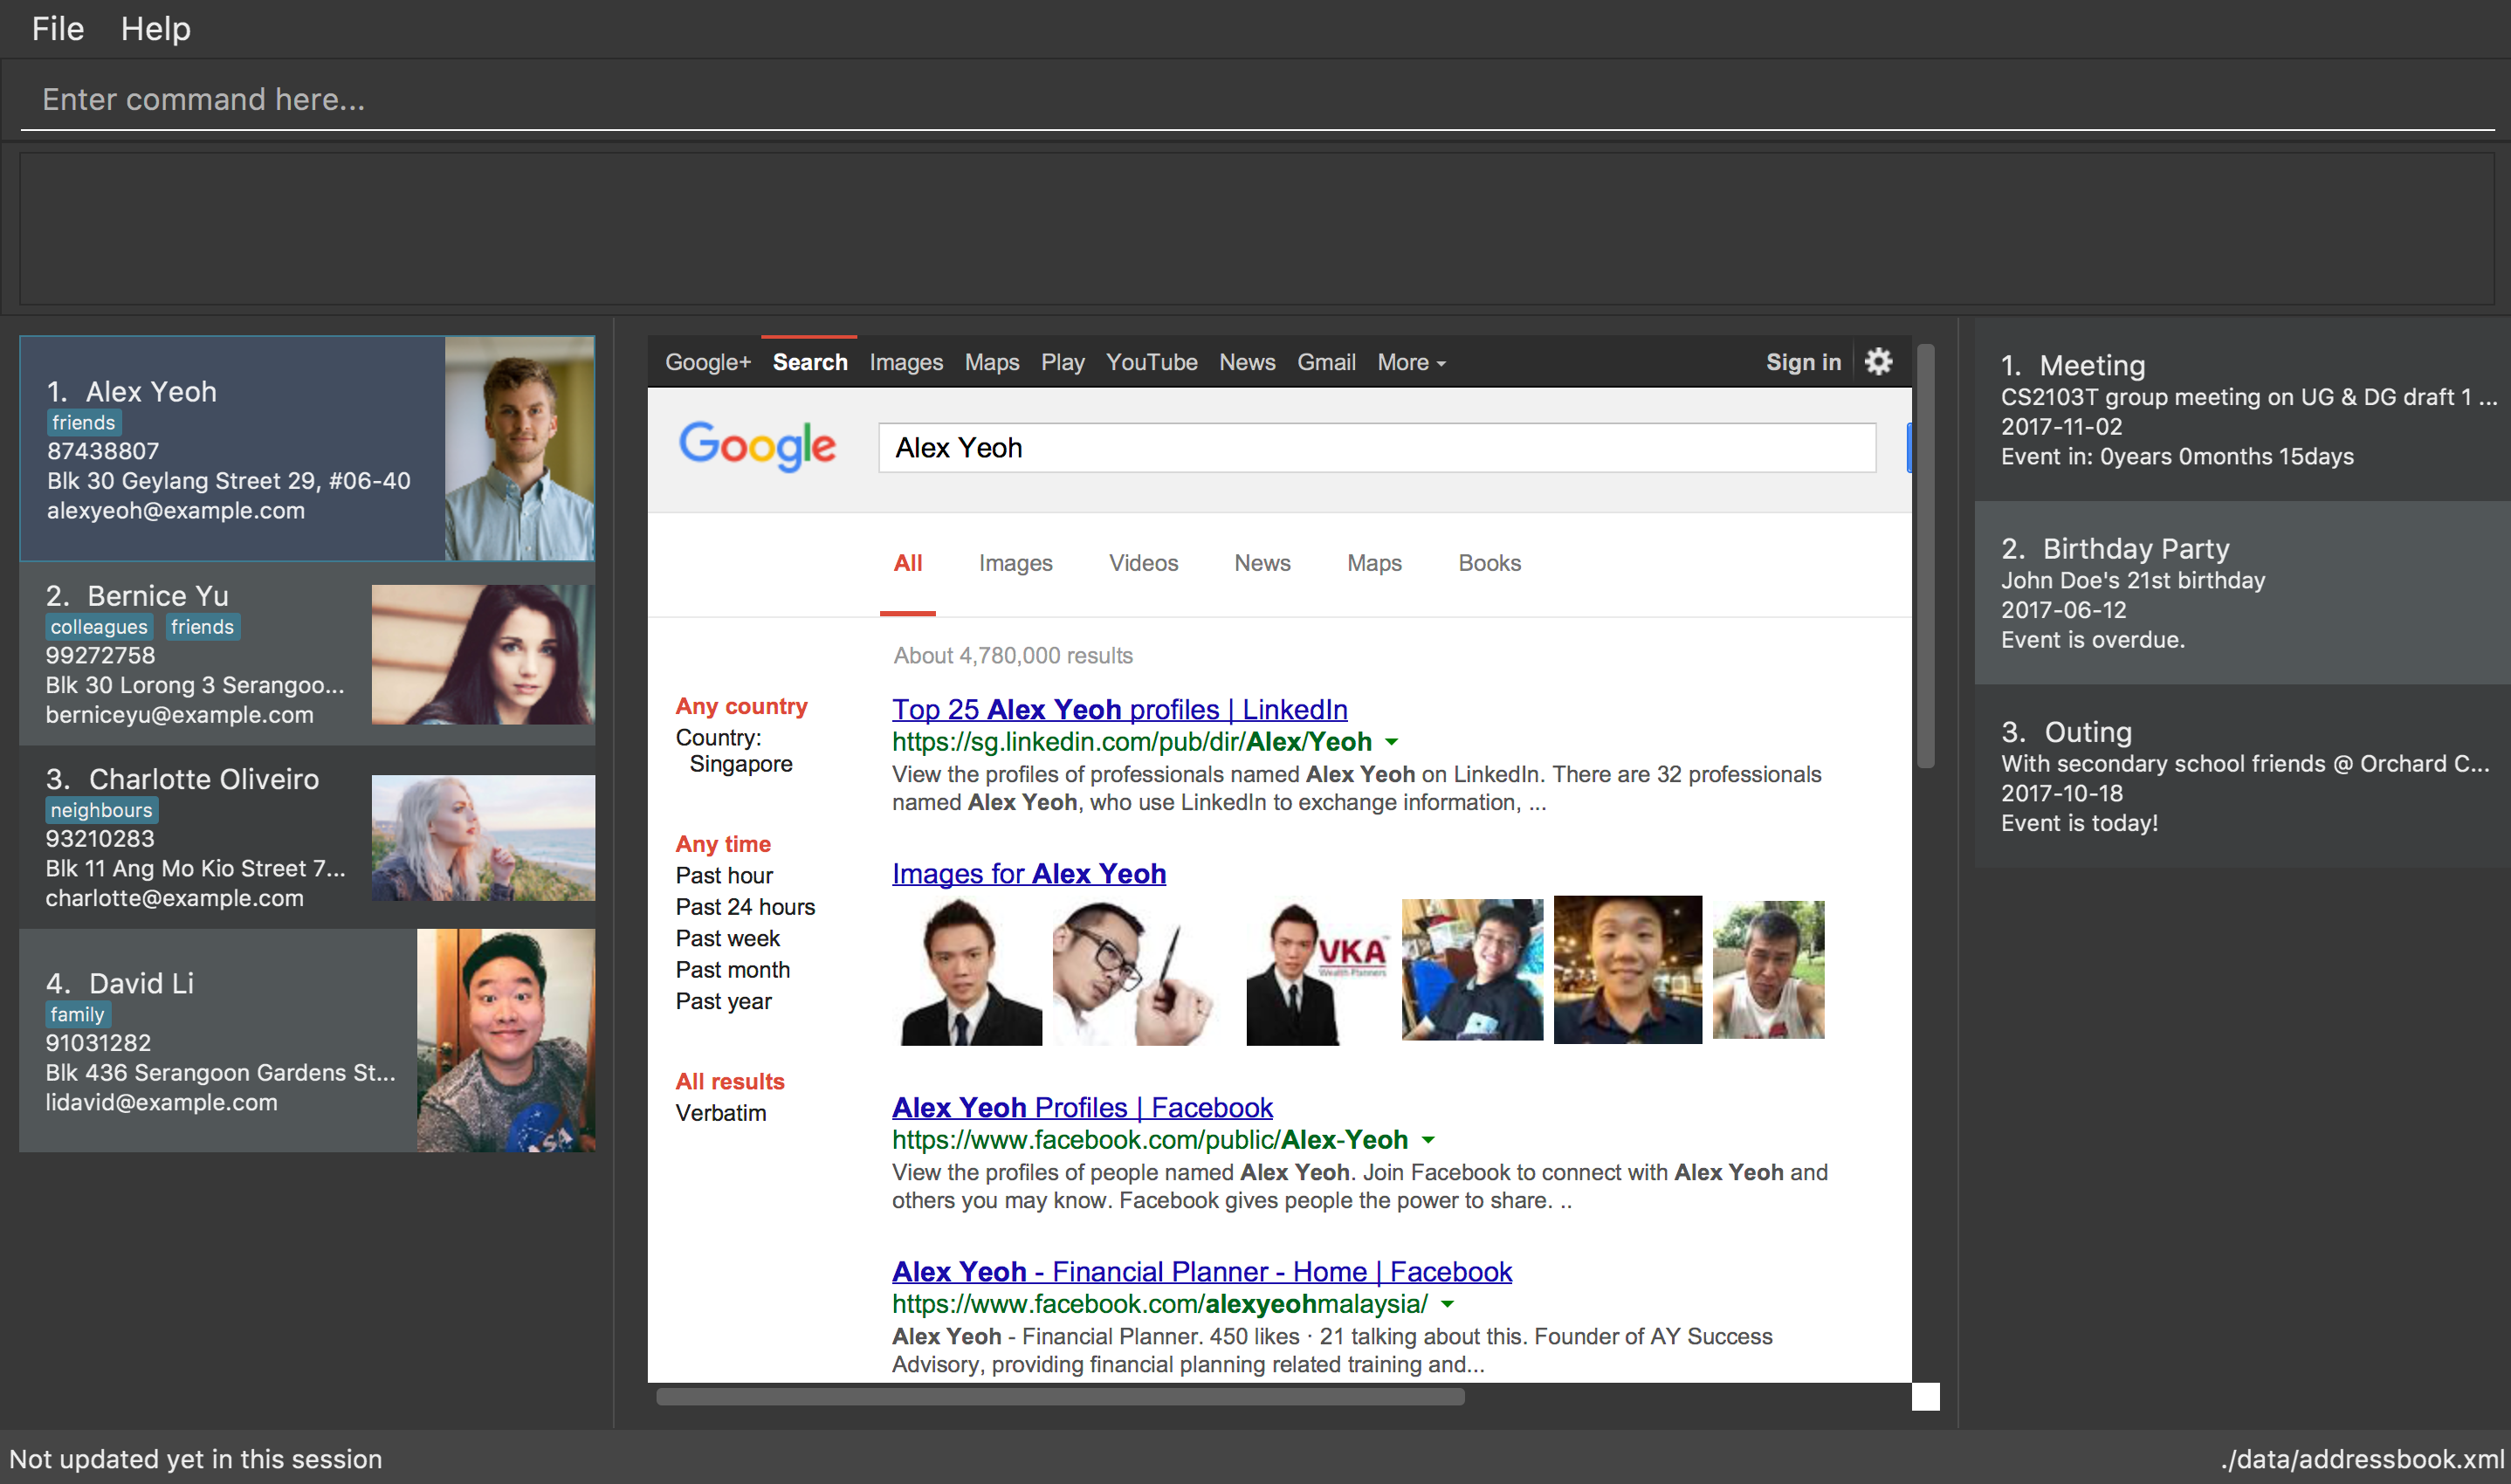 File Help
Enter command here...
1. Alex Yeoh
friends
87438807
Blk 30 Geylang Street 29, #06-40
alexyeoh@example.com
2. Bernice Yu
colleagues friends
99272758
Blk 30 Lorong 3 Serangoo...
berniceyu@example.com
3. Charlotte Oliveiro
neighbours
93210283
Blk 11 Ang Mo Kio Street 7...
charlotte@example.com
4. David Li
family
91031282
Blk 436 Serangoon Gardens St...
lidavid@example.com
Google+ Search Images Maps Play YouTube News Gmail More Sign in
Google Alex Yeoh
All Images Videos News Maps Books
About 4,780,000 results
Any country
Country:
Singapore
Any time
Past hour
Past 24 hours
Past week
Past month
Past year
All results
Verbatim
Top 25 Alex Yeoh profiles | LinkedIn
https://sg.linkedin.com/pub/dir/Alex/Yeoh
View the profiles of professionals named Alex Yeoh on LinkedIn. There are 32 professionals
named Alex Yeoh, who use LinkedIn to exchange information, ...
Images for Alex Yeoh
VKA
Wealth Planners
Alex Yeoh Profiles | Facebook
https://www.facebook.com/public/Alex-Yeoh
View the profiles of people named Alex Yeoh. Join Facebook to connect with Alex Yeoh and
others you may know. Facebook gives people the power to share. ..
Alex Yeoh - Financial Planner - Home | Facebook
https://www.facebook.com/alexyeohmalaysia/
Alex Yeoh - Financial Planner. 450 likes · 21 talking about this. Founder of AY Success
Advisory, providing financial planning related training and...
1. Meeting
CS2103T group meeting on UG & DG draft 1 ...
2017-11-02
Event in: 0years 0months 15days
2. Birthday Party
John Doe's 21st birthday
2017-06-12
Event is overdue.
3. Outing
With secondary school friends @ Orchard C...
2017-10-18
Event is today!
Not updated yet in this session
./data/addressbook.xml